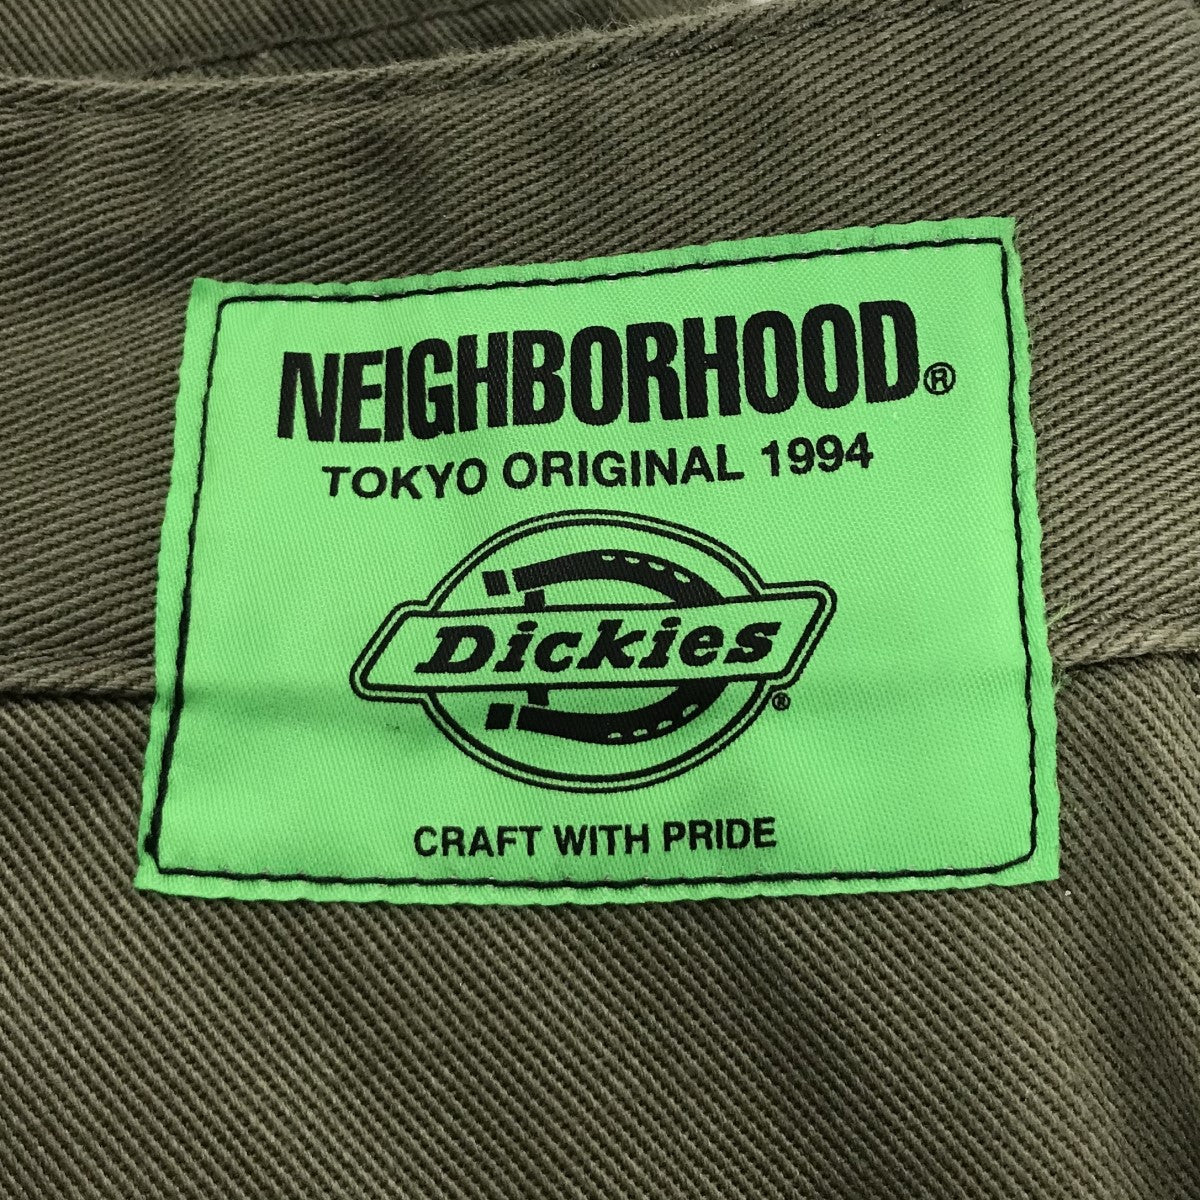 NEIGHBORHOOD®
TOKYO ORIGINAL 1994
Dickies®
CRAFT WITH PRIDE